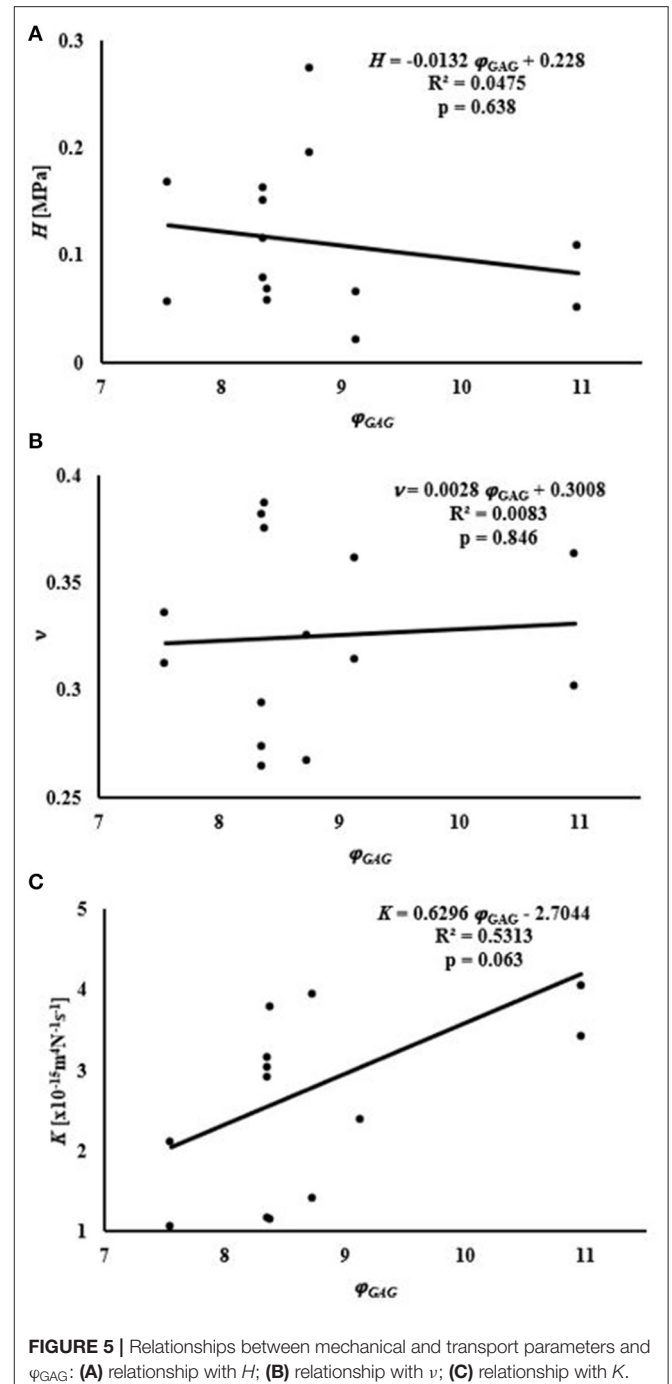 A
H = -0.0132 φGAG + 0.228
R² = 0.0475
p = 0.638
H [MPa]
0.3
0.2
0.1
0
7 8 9 10 11
φGAG
B
ν = 0.0028 φGAG + 0.3008
R² = 0.0083
p = 0.846
ν
0.4
0.35
0.3
0.25
7 8 9 10 11
φGAG
C
K = 0.6296 φGAG - 2.7044
R² = 0.5313
p = 0.063
K [x10⁻¹⁵m⁴N⁻¹s⁻¹]
5
4
3
2
1
7 8 9 10 11
φGAG
FIGURE 5 | Relationships between mechanical and transport parameters and
φGAG: (A) relationship with H; (B) relationship with ν; (C) relationship with K.